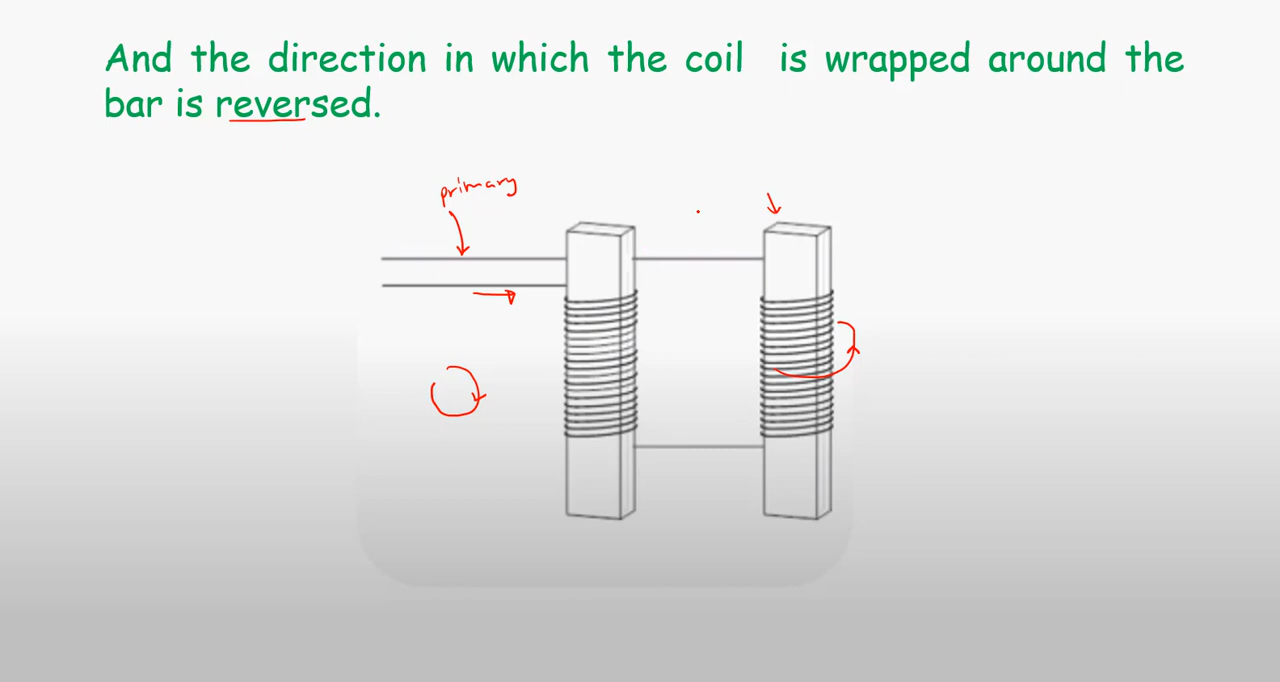 And the direction in which the coil is wrapped around the
bar is reversed.
primary